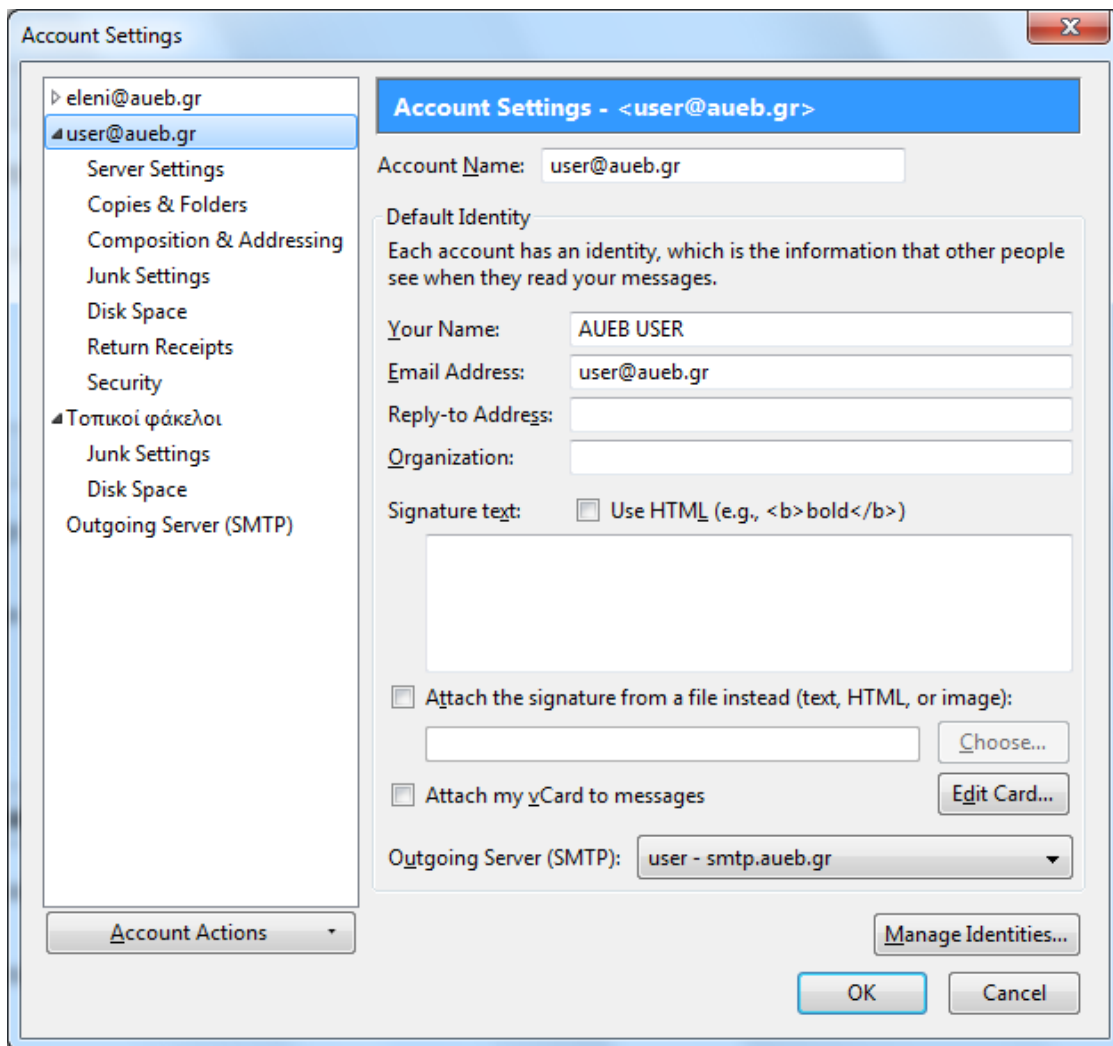 Account Settings
eleni@aueb.gr
user@aueb.gr
Server Settings
Copies & Folders
Composition & Addressing
Junk Settings
Disk Space
Return Receipts
Security
Τοπικοί φάκελοι
Junk Settings
Disk Space
Outgoing Server (SMTP)
Account Actions
Account Settings - <user@aueb.gr>
Account Name: user@aueb.gr
Default Identity
Each account has an identity, which is the information that other people
see when they read your messages.
Your Name: AUEB USER
Email Address: user@aueb.gr
Reply-to Address:
Organization:
Signature text: Use HTML (e.g., <b>bold</b>)
Attach the signature from a file instead (text, HTML, or image):
Choose...
Attach my vCard to messages Edit Card...
Outgoing Server (SMTP): user - smtp.aueb.gr
Manage Identities...
OK Cancel